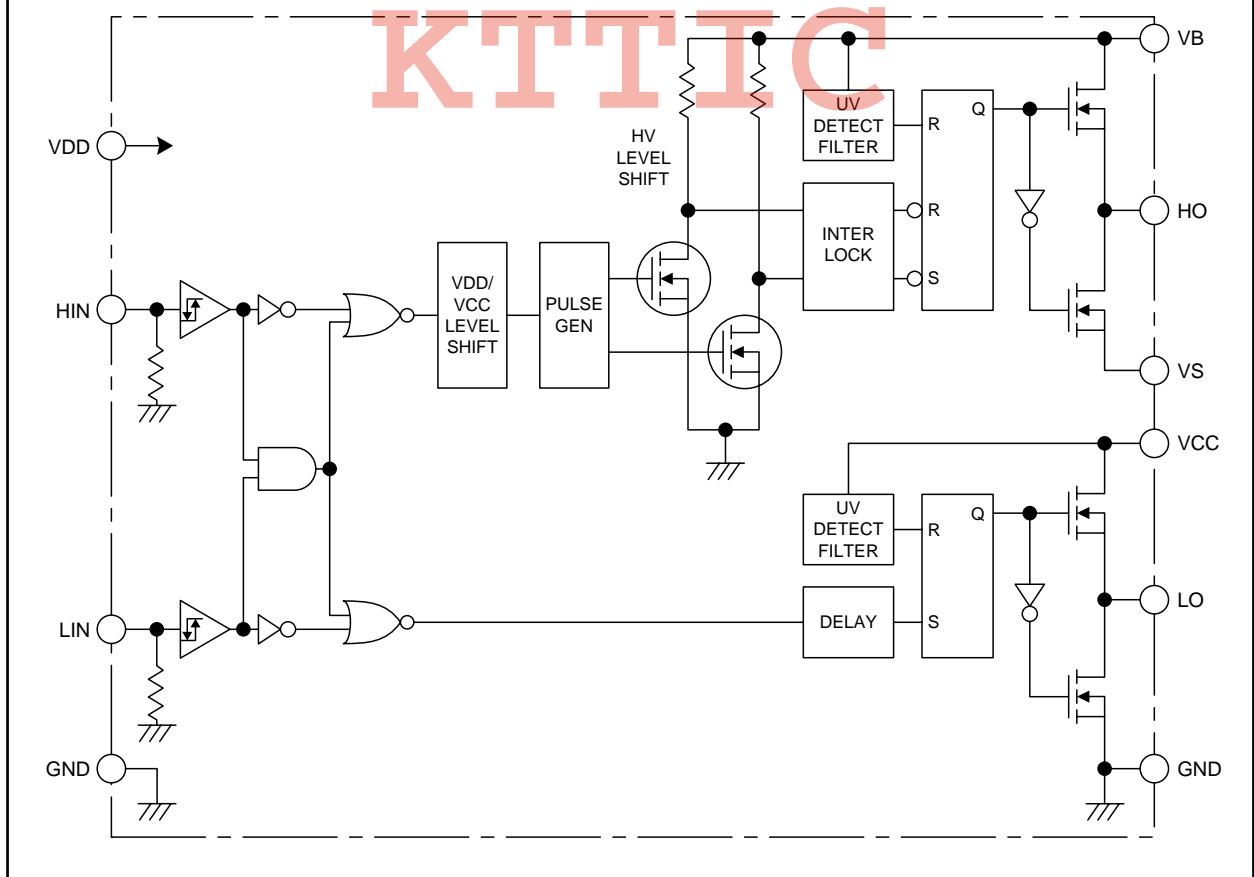 KTTIC
VB
UV
DETECT
FILTER
R
Q
VDD
HV
LEVEL
SHIFT
INTER
LOCK
R
S
HO
HIN
VDD/
VCC
LEVEL
SHIFT
PULSE
GEN
VS
VCC
UV
DETECT
FILTER
R
Q
LIN
DELAY
S
LO
GND
GND